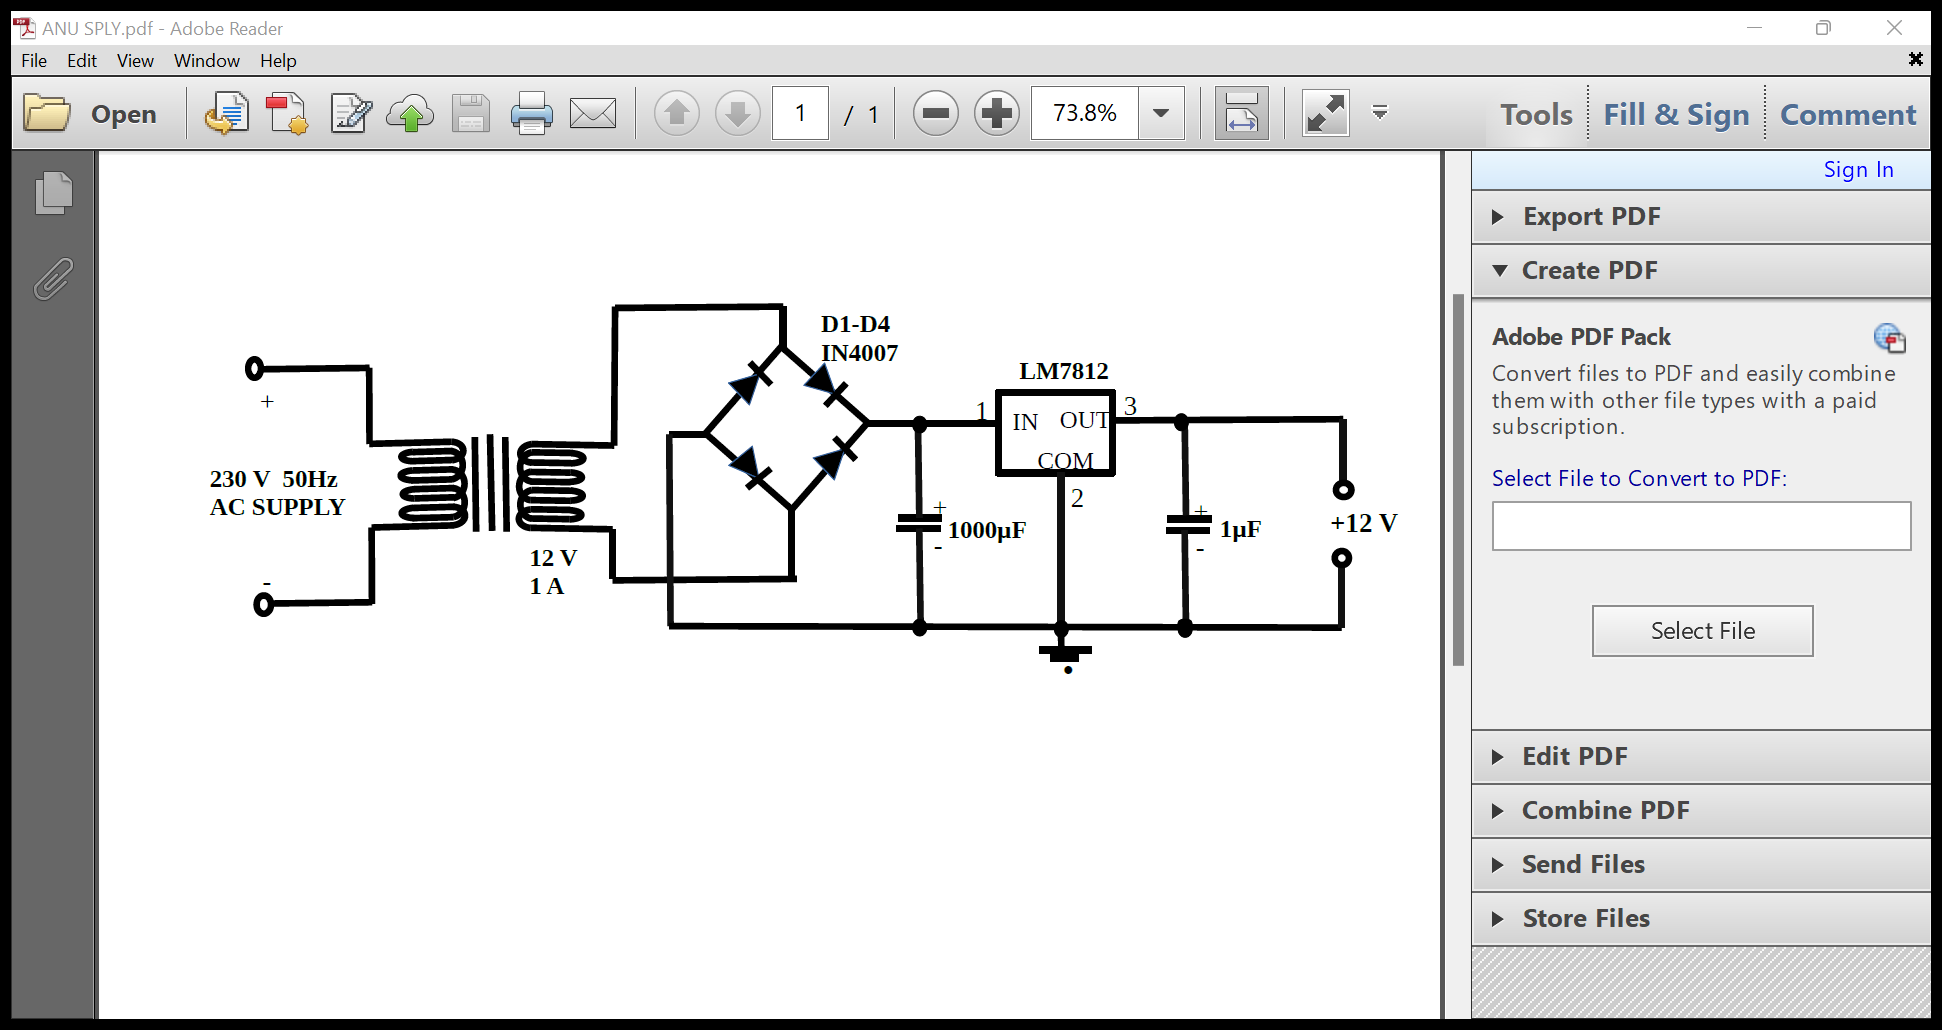 ANU SPLY.pdf - Adobe Reader
File Edit View Window Help
Open
1 / 1
73.8%
Tools Fill & Sign Comment
Sign In
Export PDF
Create PDF
Adobe PDF Pack
Convert files to PDF and easily combine
them with other file types with a paid
subscription.
Select File to Convert to PDF:
Select File
Edit PDF
Combine PDF
Send Files
Store Files
D1-D4
IN4007
LM7812
1
IN OUT
3
COM
2
+
230 V 50Hz
AC SUPPLY
-
12 V
1 A
+
1000µF
-
+
1µF
-
+12 V